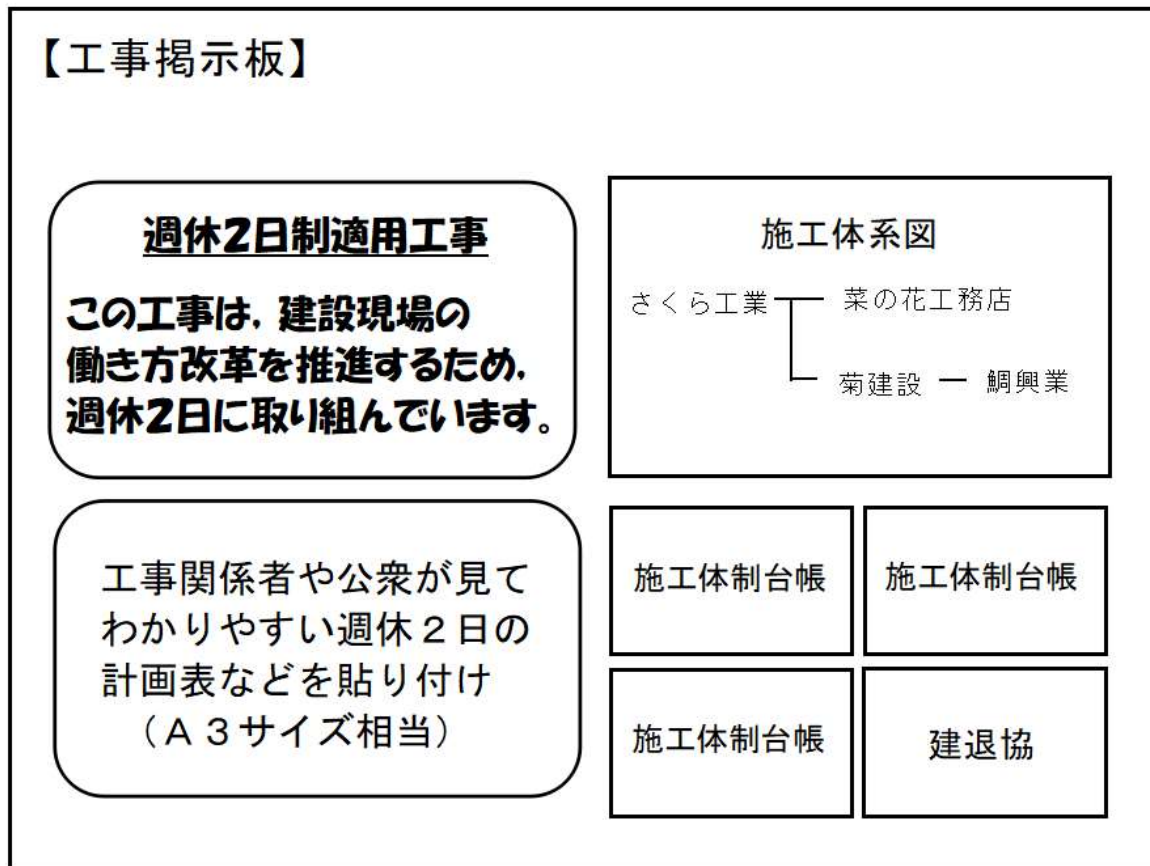 【工事掲示板】
週休2日制適用工事
この工事は,建設現場の
働き方改革を推進するため,
週休2日に取り組んでいます。
施工体系図
さくら工業 菜の花工務店
菊建設 鯛興業
工事関係者や公衆が見て
わかりやすい週休２日の
計画表などを貼り付け
（Ａ３サイズ相当）
施工体制台帳 施工体制台帳
施工体制台帳 建退協